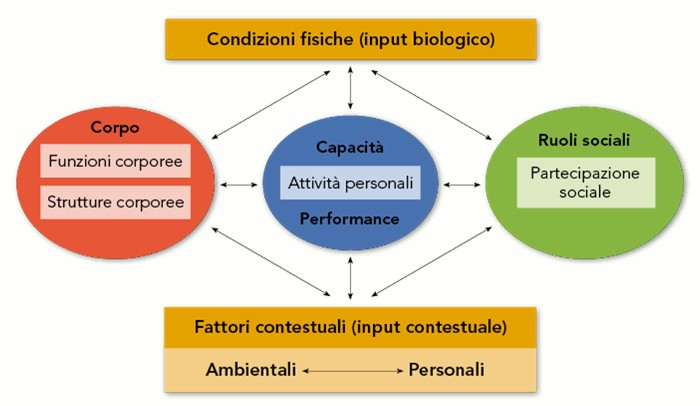 Condizioni fisiche (input biologico)
Corpo
Funzioni corporee
Strutture corporee
Capacità
Attività personali
Performance
Ruoli sociali
Partecipazione
sociale
Fattori contestuali (input contestuale)
Ambientali
Personali